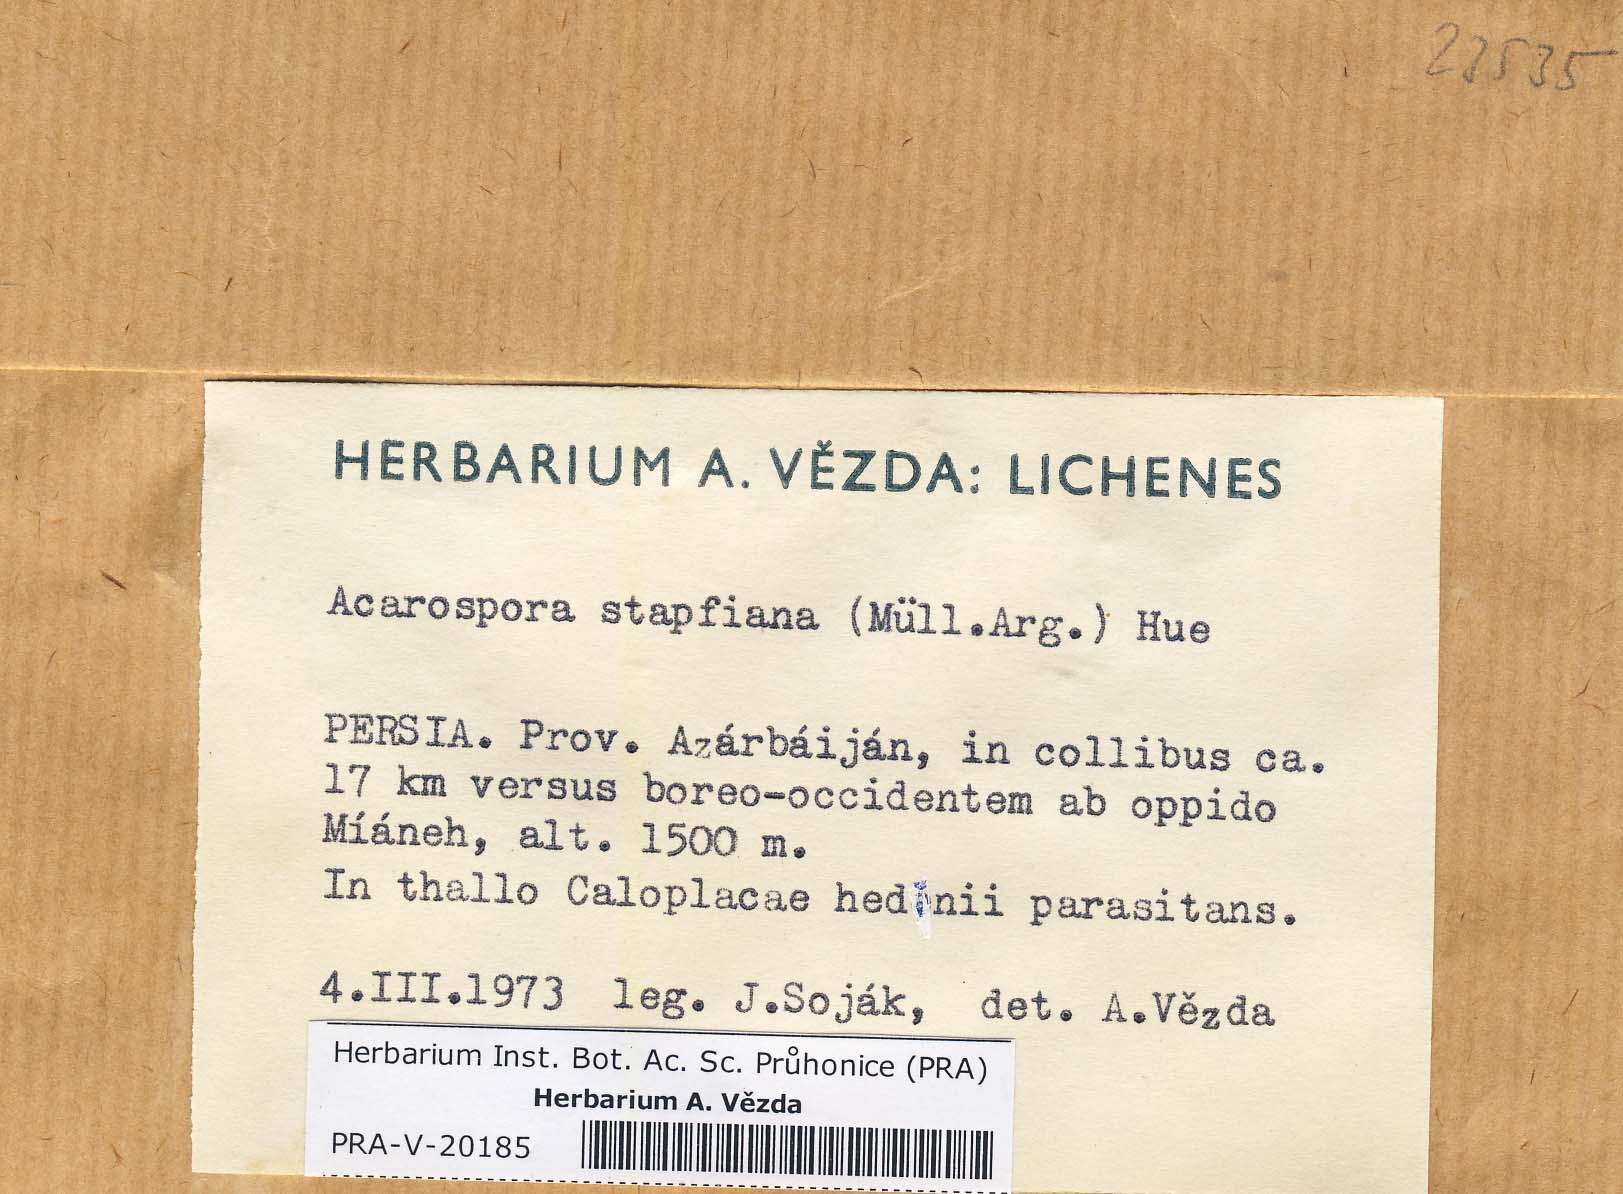 23535
HERBARIUM A. VĚZDA: LICHENES
Acarospora stapfiana (Müll.Arg.) Hue
PERSIA. Prov. Azárbáiján, in collibus ca.
17 km versus boreo-occidentem ab oppido
Míáneh, alt. 1500 m.
In thallo Caloplacae hedinii parasitans.
4.III.1973 leg. J.Soják, det. A.Vězda
Herbarium Inst. Bot. Ac. Sc. Průhonice (PRA)
Herbarium A. Vězda
PRA-V-20185